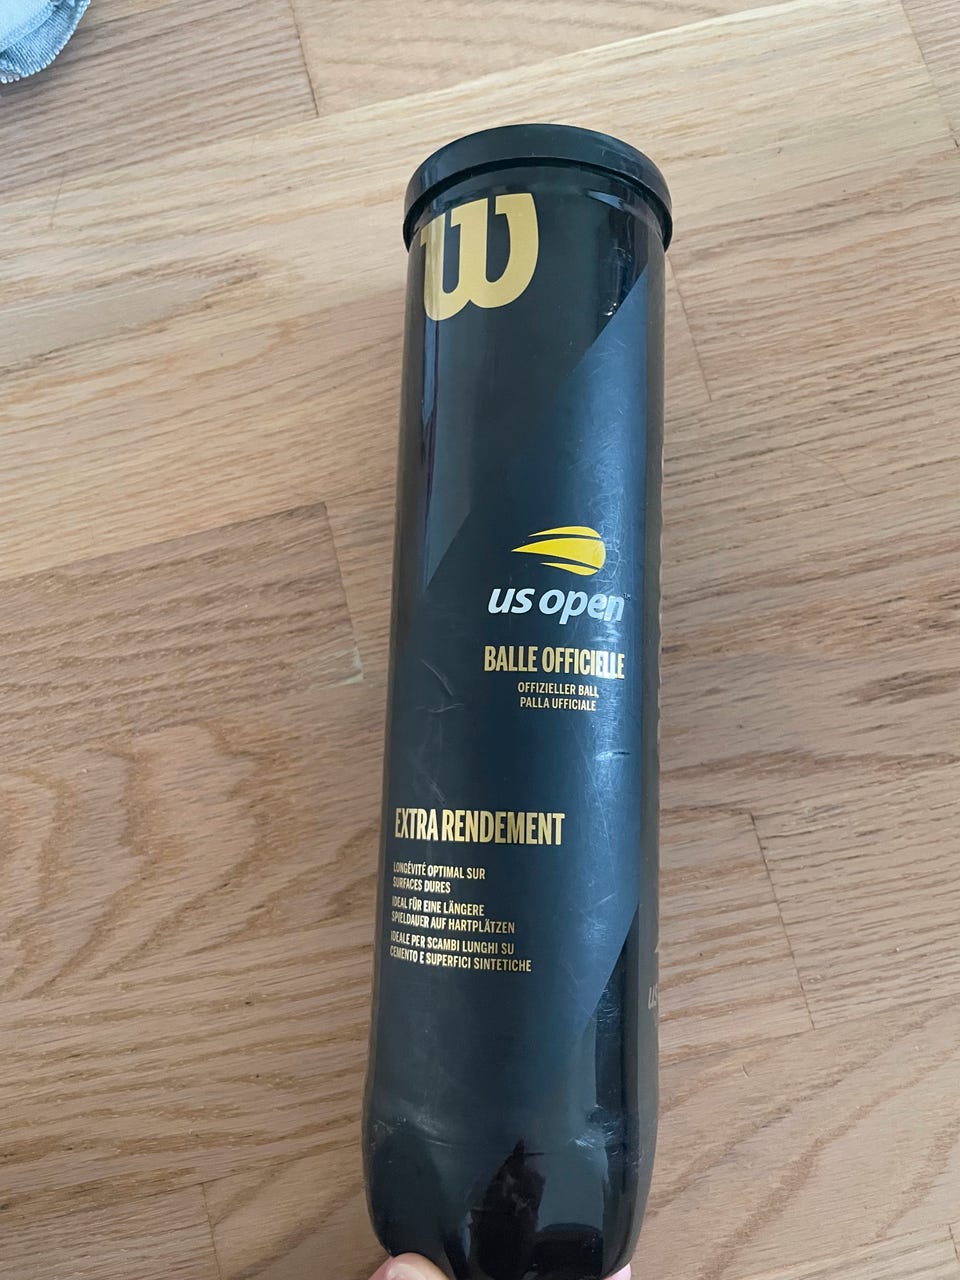 W
us open
BALLE OFFICIELLE
OFFIZIELLER BALL
PALLA UFFICIALE
EXTRA RENDEMENT
LONGÉVITÉ OPTIMAL SUR
SURFACES DURES
IDEAL FÜR EINE LÄNGERE
SPIELDAUER AUF HARTPLÄTZEN
IDEALE PER SCAMBI LUNGHI SU
CEMENTO E SUPERFICI SINTETICHE
us